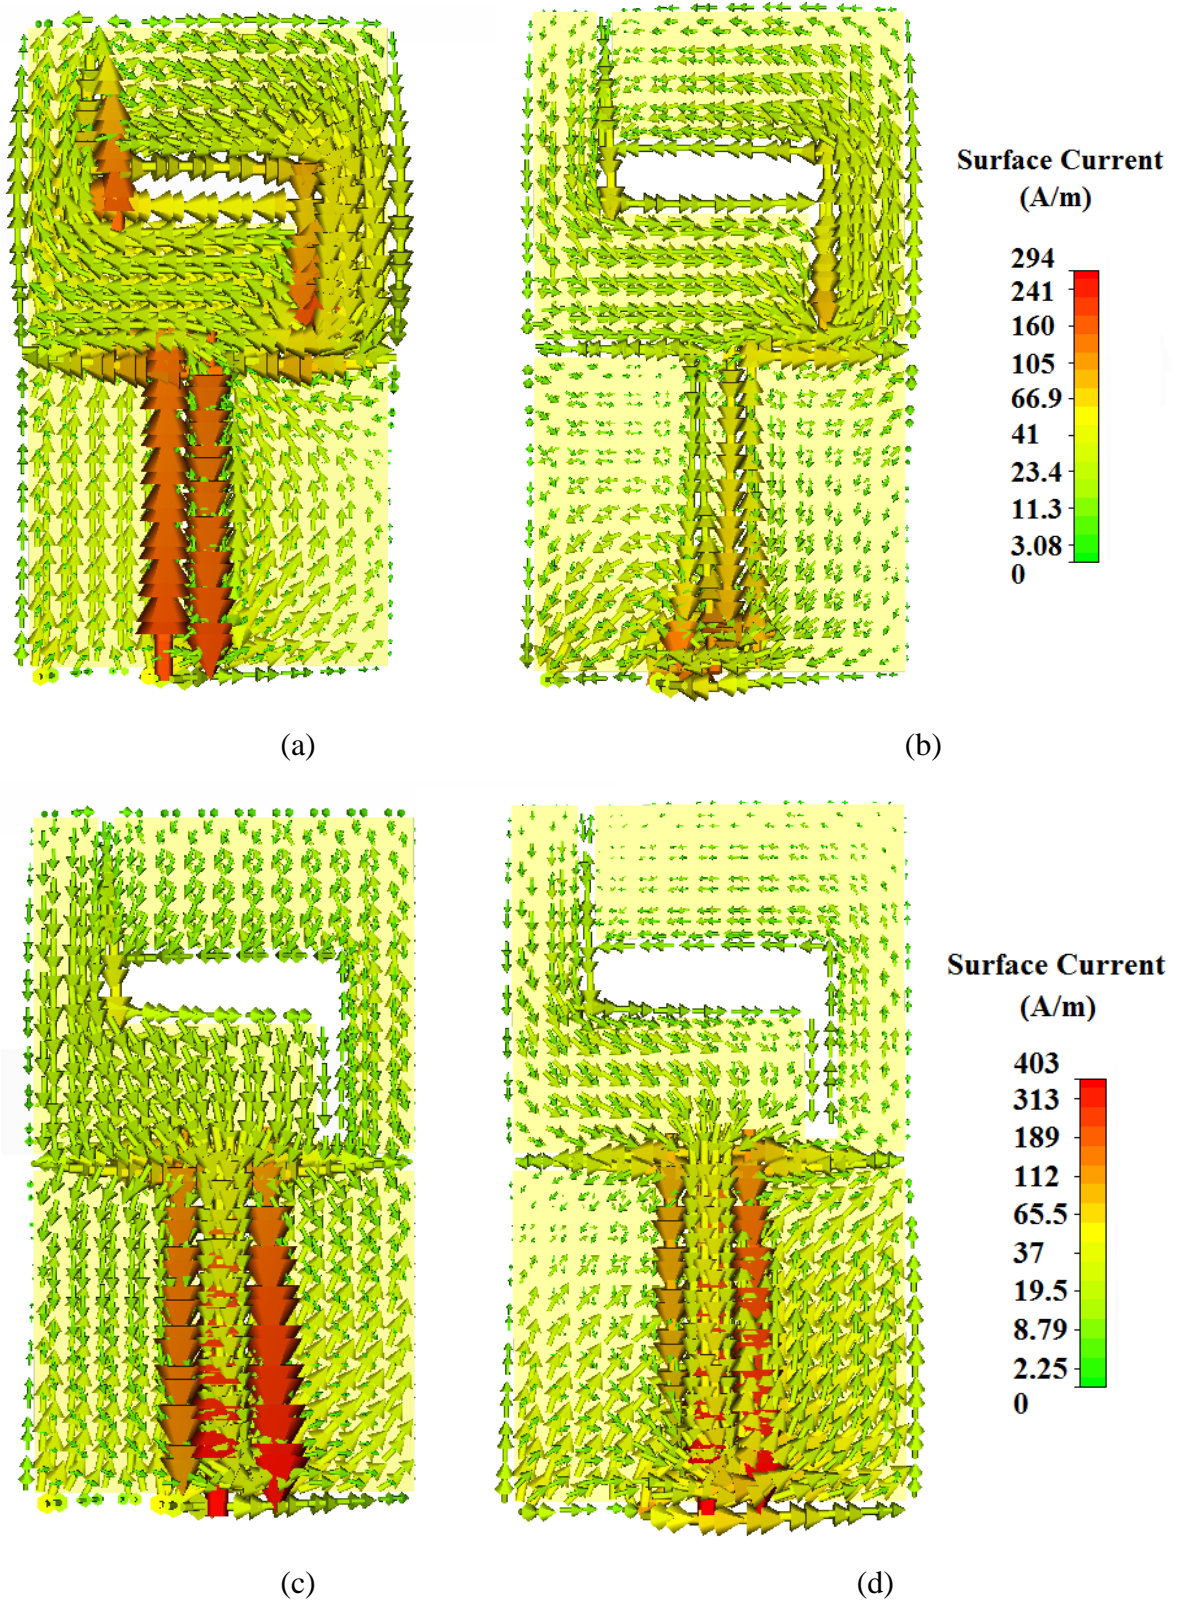 Surface Current
(A/m)
294
241
160
105
66.9
41
23.4
11.3
3.08
0
(a)
(b)
Surface Current
(A/m)
403
313
189
112
65.5
37
19.5
8.79
2.25
0
(c)
(d)